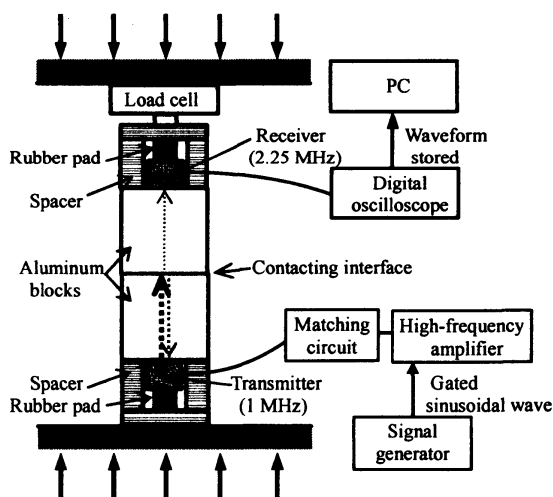 Load cell
PC
Rubber pad
Receiver
(2.25 MHz)
Waveform
stored
Spacer
Digital
oscilloscope
Aluminum
blocks
Contacting interface
Matching
circuit
High-frequency
amplifier
Spacer
Rubber pad
Transmitter
(1 MHz)
Gated
sinusoidal wave
Signal
generator